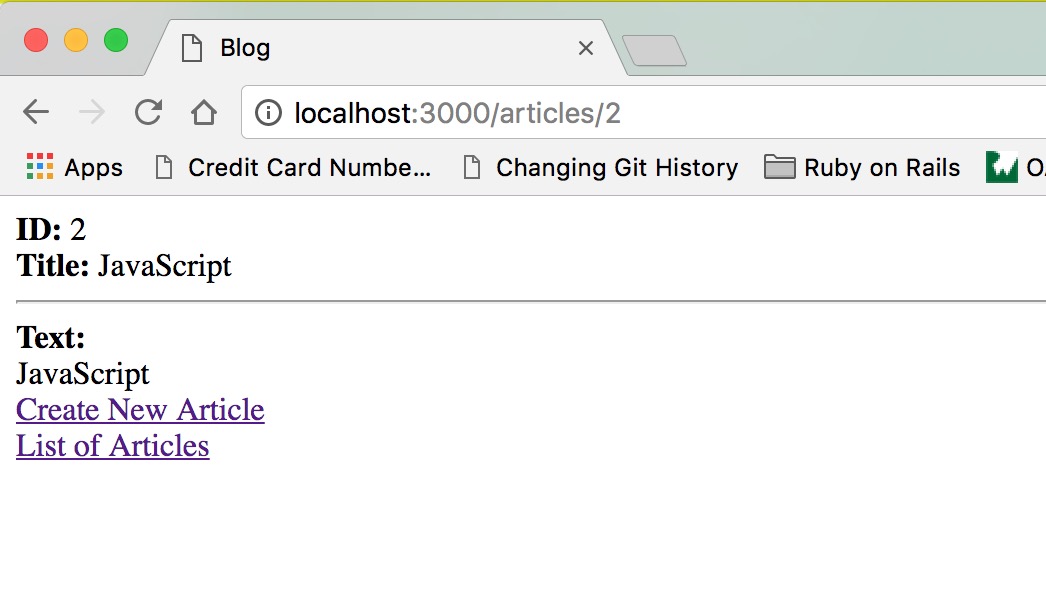 Blog
localhost:3000/articles/2
Apps Credit Card Numbe... Changing Git History Ruby on Rails
ID: 2
Title: JavaScript
Text:
JavaScript
Create New Article
List of Articles